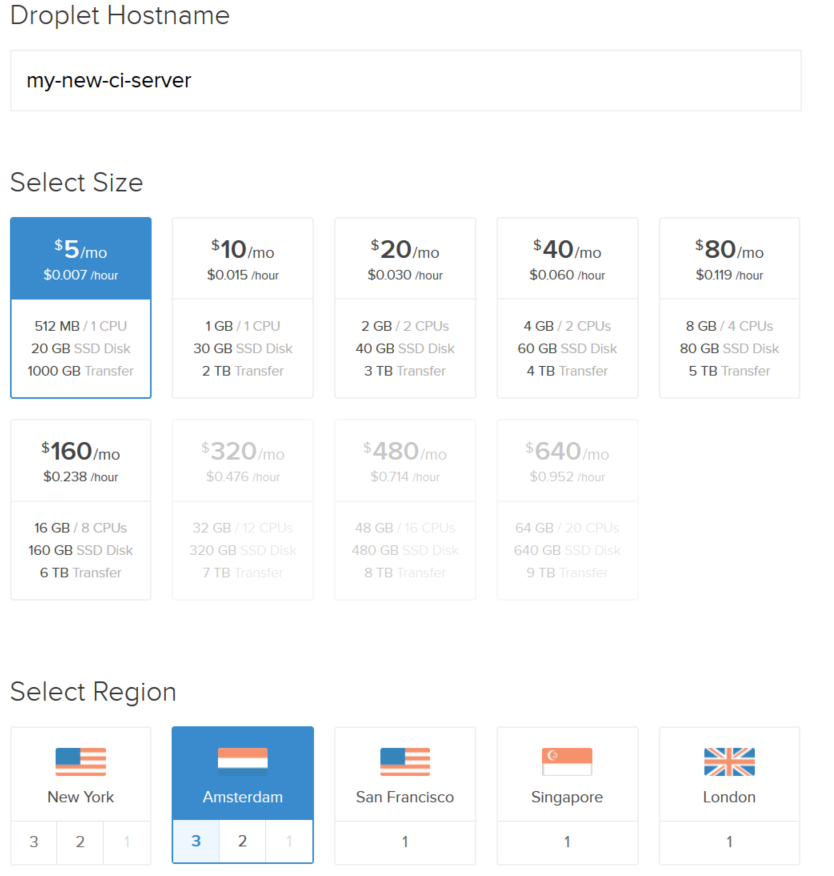 Droplet Hostname
my-new-ci-server
Select Size
$5/mo
$0.007 /hour
512 MB / 1 CPU
20 GB SSD Disk
1000 GB Transfer
$10/mo
$0.015 /hour
1 GB / 1 CPU
30 GB SSD Disk
2 TB Transfer
$20/mo
$0.030 /hour
2 GB / 2 CPUs
40 GB SSD Disk
3 TB Transfer
$40/mo
$0.060 /hour
4 GB / 2 CPUs
60 GB SSD Disk
4 TB Transfer
$80/mo
$0.119 /hour
8 GB / 4 CPUs
80 GB SSD Disk
5 TB Transfer
$160/mo
$0.238 /hour
16 GB / 8 CPUs
160 GB SSD Disk
6 TB Transfer
$320/mo
$0.476 /hour
32 GB / 12 CPUs
320 GB SSD Disk
7 TB Transfer
$480/mo
$0.714 /hour
48 GB / 16 CPUs
480 GB SSD Disk
8 TB Transfer
$640/mo
$0.952 /hour
64 GB / 20 CPUs
640 GB SSD Disk
9 TB Transfer
Select Region
New York
3 2 1
Amsterdam
3 2 1
San Francisco
1
Singapore
1
London
1